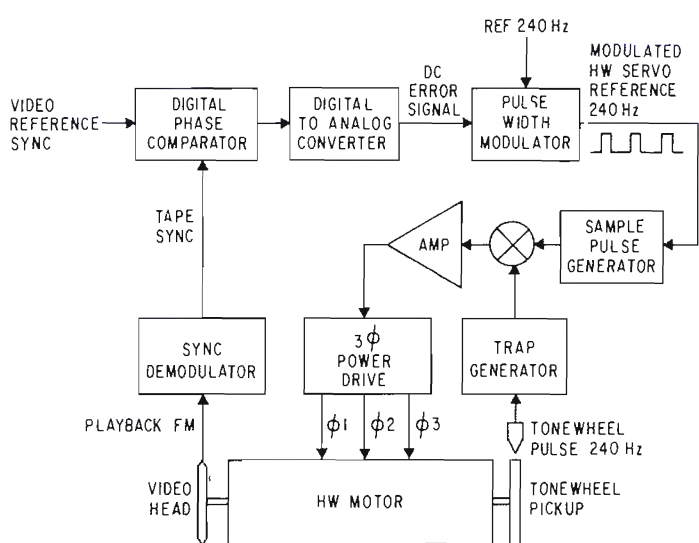 REF 240 Hz
VIDEO
REFERENCE
SYNC
DIGITAL
PHASE
COMPARATOR
DIGITAL
TO ANALOG
CONVERTER
DC
ERROR
SIGNAL
PULSE
WIDTH
MODULATOR
MODULATED
HW SERVO
REFERENCE
240 Hz
TAPE
SYNC
AMP
SAMPLE
PULSE
GENERATOR
SYNC
DEMODULATOR
3ϕ
POWER
DRIVE
TRAP
GENERATOR
PLAYBACK FM
ϕ1
ϕ2
ϕ3
TONEWHEEL
PULSE 240 Hz
VIDEO
HEAD
HW MOTOR
TONEWHEEL
PICKUP